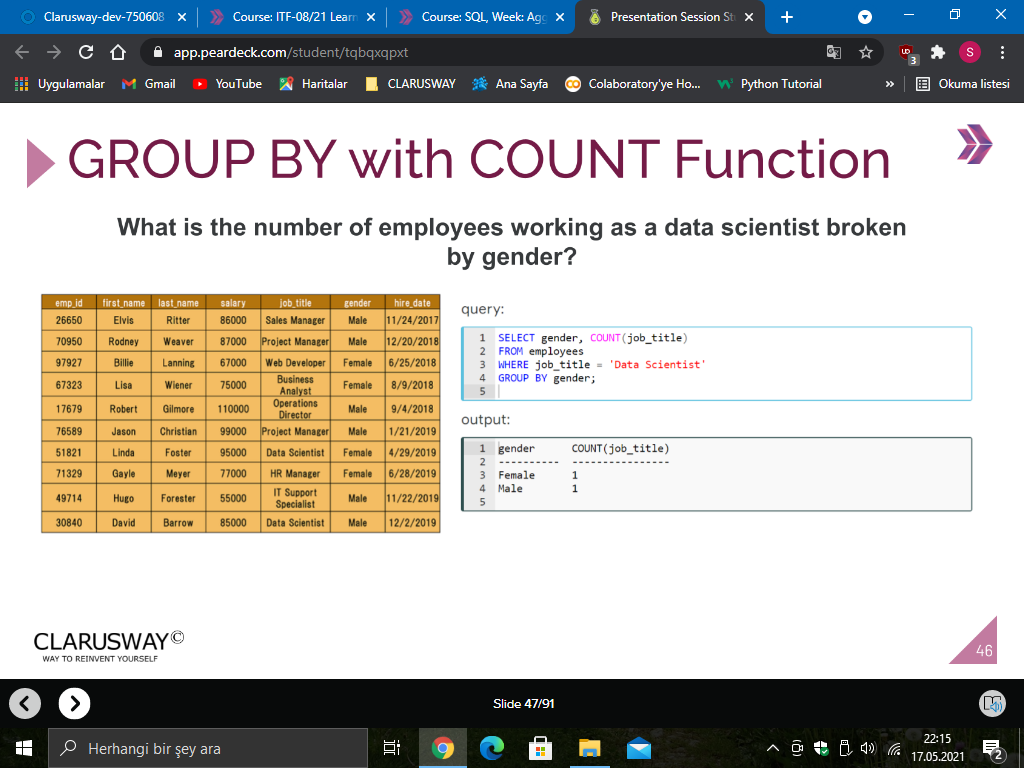 Clarusway-dev-750608
Course: ITF-08/21 Learn
Course: SQL, Week: Agg
Presentation Session St
app.peardeck.com/student/tqbqxqpxt
UD
3
S
Uygulamalar
Gmail
YouTube
Haritalar
CLARUSWAY
Ana Sayfa
Colaboratory'ye Ho...
Python Tutorial
»
Okuma listesi
GROUP BY with COUNT Function
What is the number of employees working as a data scientist broken
by gender?
emp_id first_name last_name salary job_title gender hire_date
26650 Elvis Ritter 86000 Sales Manager Male 11/24/2017
70950 Rodney Weaver 87000 Project Manager Male 12/20/2018
97927 Billie Lanning 67000 Web Developer Female 6/25/2018
67323 Lisa Wiener 75000 Business Analyst Female 8/9/2018
17679 Robert Gilmore 110000 Operations Director Male 9/4/2018
76589 Jason Christian 99000 Project Manager Male 1/21/2019
51821 Linda Foster 95000 Data Scientist Female 4/29/2019
71329 Gayle Meyer 77000 HR Manager Female 6/28/2019
49714 Hugo Forester 55000 IT Support Specialist Male 11/22/2019
30840 David Barrow 85000 Data Scientist Male 12/2/2019
query:
1 SELECT gender, COUNT(job_title)
2 FROM employees
3 WHERE job_title = 'Data Scientist'
4 GROUP BY gender;
5
output:
1 gender COUNT(job_title)
2 ---------- ----------------
3 Female 1
4 Male 1
5
CLARUSWAY©
WAY TO REINVENT YOURSELF
46
Slide 47/91
Herhangi bir şey ara
22:15
17.05.2021
2